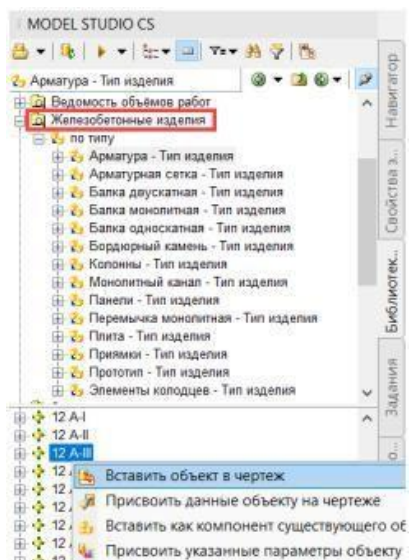 MODEL STUDIO CS
Арматура - Тип изделия
Ведомость объёмов работ
Железобетонные изделия
по типу
Арматура - Тип изделия
Арматурная сетка - Тип изделия
Балка двускатная - Тип изделия
Балка монолитная - Тип изделия
Балка односкатная - Тип изделия
Бордюрный камень - Тип изделия
Колонны - Тип изделия
Монолитный канал - Тип изделия
Панели - Тип изделия
Перемычка монолитная - Тип изделия
Плита - Тип изделия
Приямки - Тип изделия
Прототип - Тип изделия
Элементы колодцев - Тип изделия
12 A-I
12 A-II
12 A-III
12
Вставить объект в чертеж
12
Присвоить данные объекту на чертеже
12
Вставить как компонент существующего об
12
Присвоить указанные параметры объекту
Навигатор
Свойства э...
Библиотек...
Задания